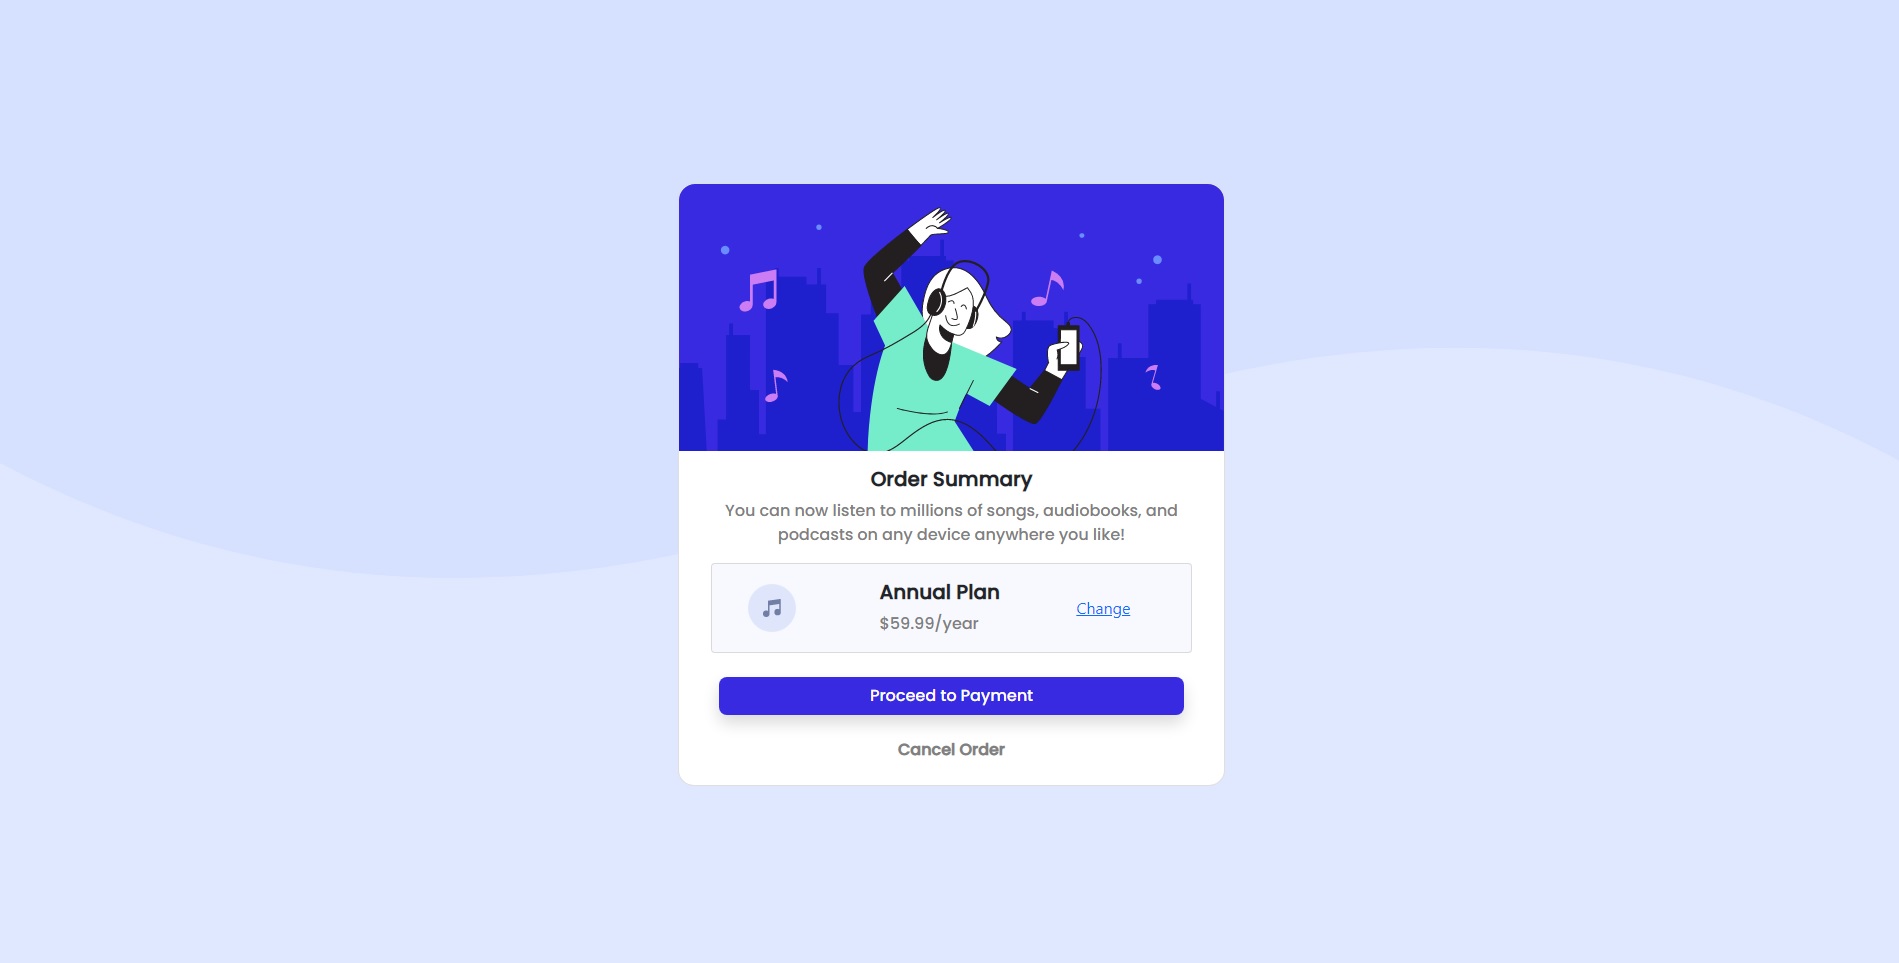 Order Summary
You can now listen to millions of songs, audiobooks, and
podcasts on any device anywhere you like!
Annual Plan
$59.99/year
Change
Proceed to Payment
Cancel Order